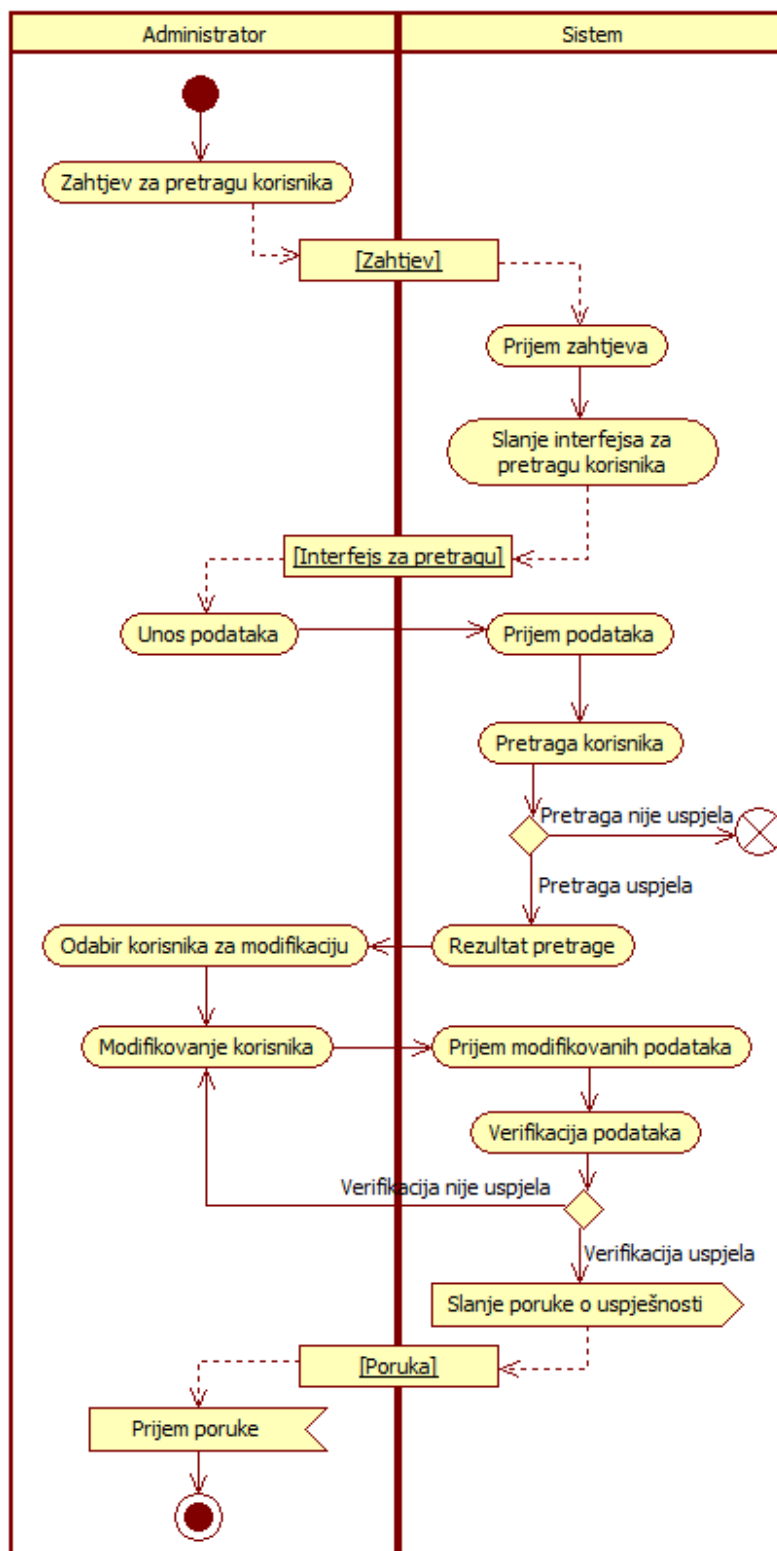 Administrator
Sistem
Zahtjev za pretragu korisnika
[Zahtjev]
Prijem zahtjeva
Slanje interfejsa za
pretragu korisnika
[Interfejs za pretragu]
Unos podataka
Prijem podataka
Pretraga korisnika
Pretraga nije uspjela
Pretraga uspjela
Odabir korisnika za modifikaciju
Rezultat pretrage
Modifikovanje korisnika
Prijem modifikovanih podataka
Verifikacija podataka
Verifikacija nije uspjela
Verifikacija uspjela
Slanje poruke o uspješnosti
[Poruka]
Prijem poruke